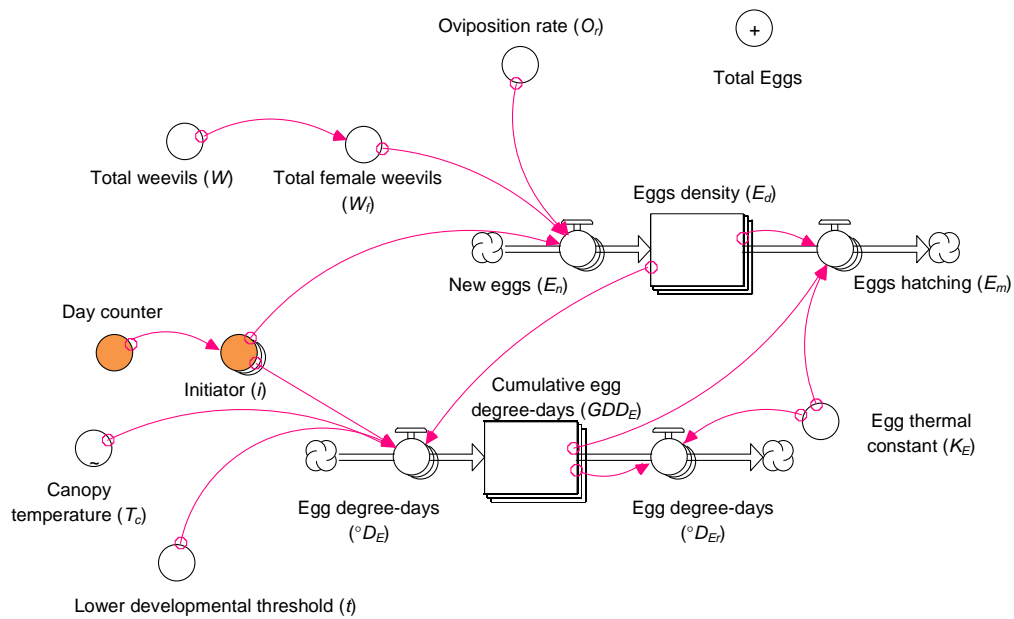 Oviposition rate (Or)
+
Total Eggs
Total weevils (W)
Total female weevils
(Wf)
Eggs density (Ed)
New eggs (En)
Eggs hatching (Em)
Day counter
Initiator (i)
Cumulative egg
degree-days (GDDE)
Egg thermal
constant (KE)
~
Canopy
temperature (Tc)
Egg degree-days
(°DE)
Egg degree-days
(°DEr)
Lower developmental threshold (t)